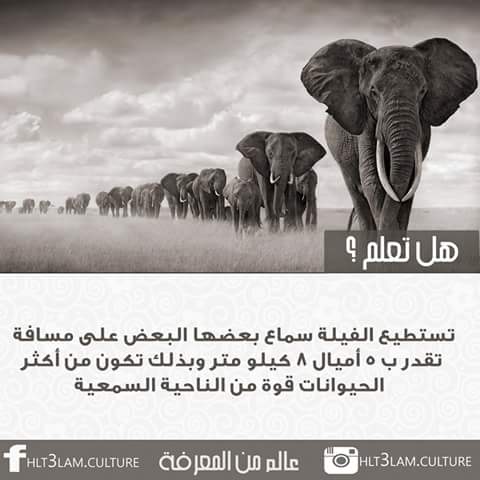 هل تعلم ؟
تستطيع الفيلة سماع بعضها البعض على مسافة
تقدر ب ٥ أميال ٨ كيلو متر وبذلك تكون من أكثر
الحيوانات قوة من الناحية السمعية
f HLT3LAM.CULTURE عالم من المعرفة HLT3LAM.CULTURE